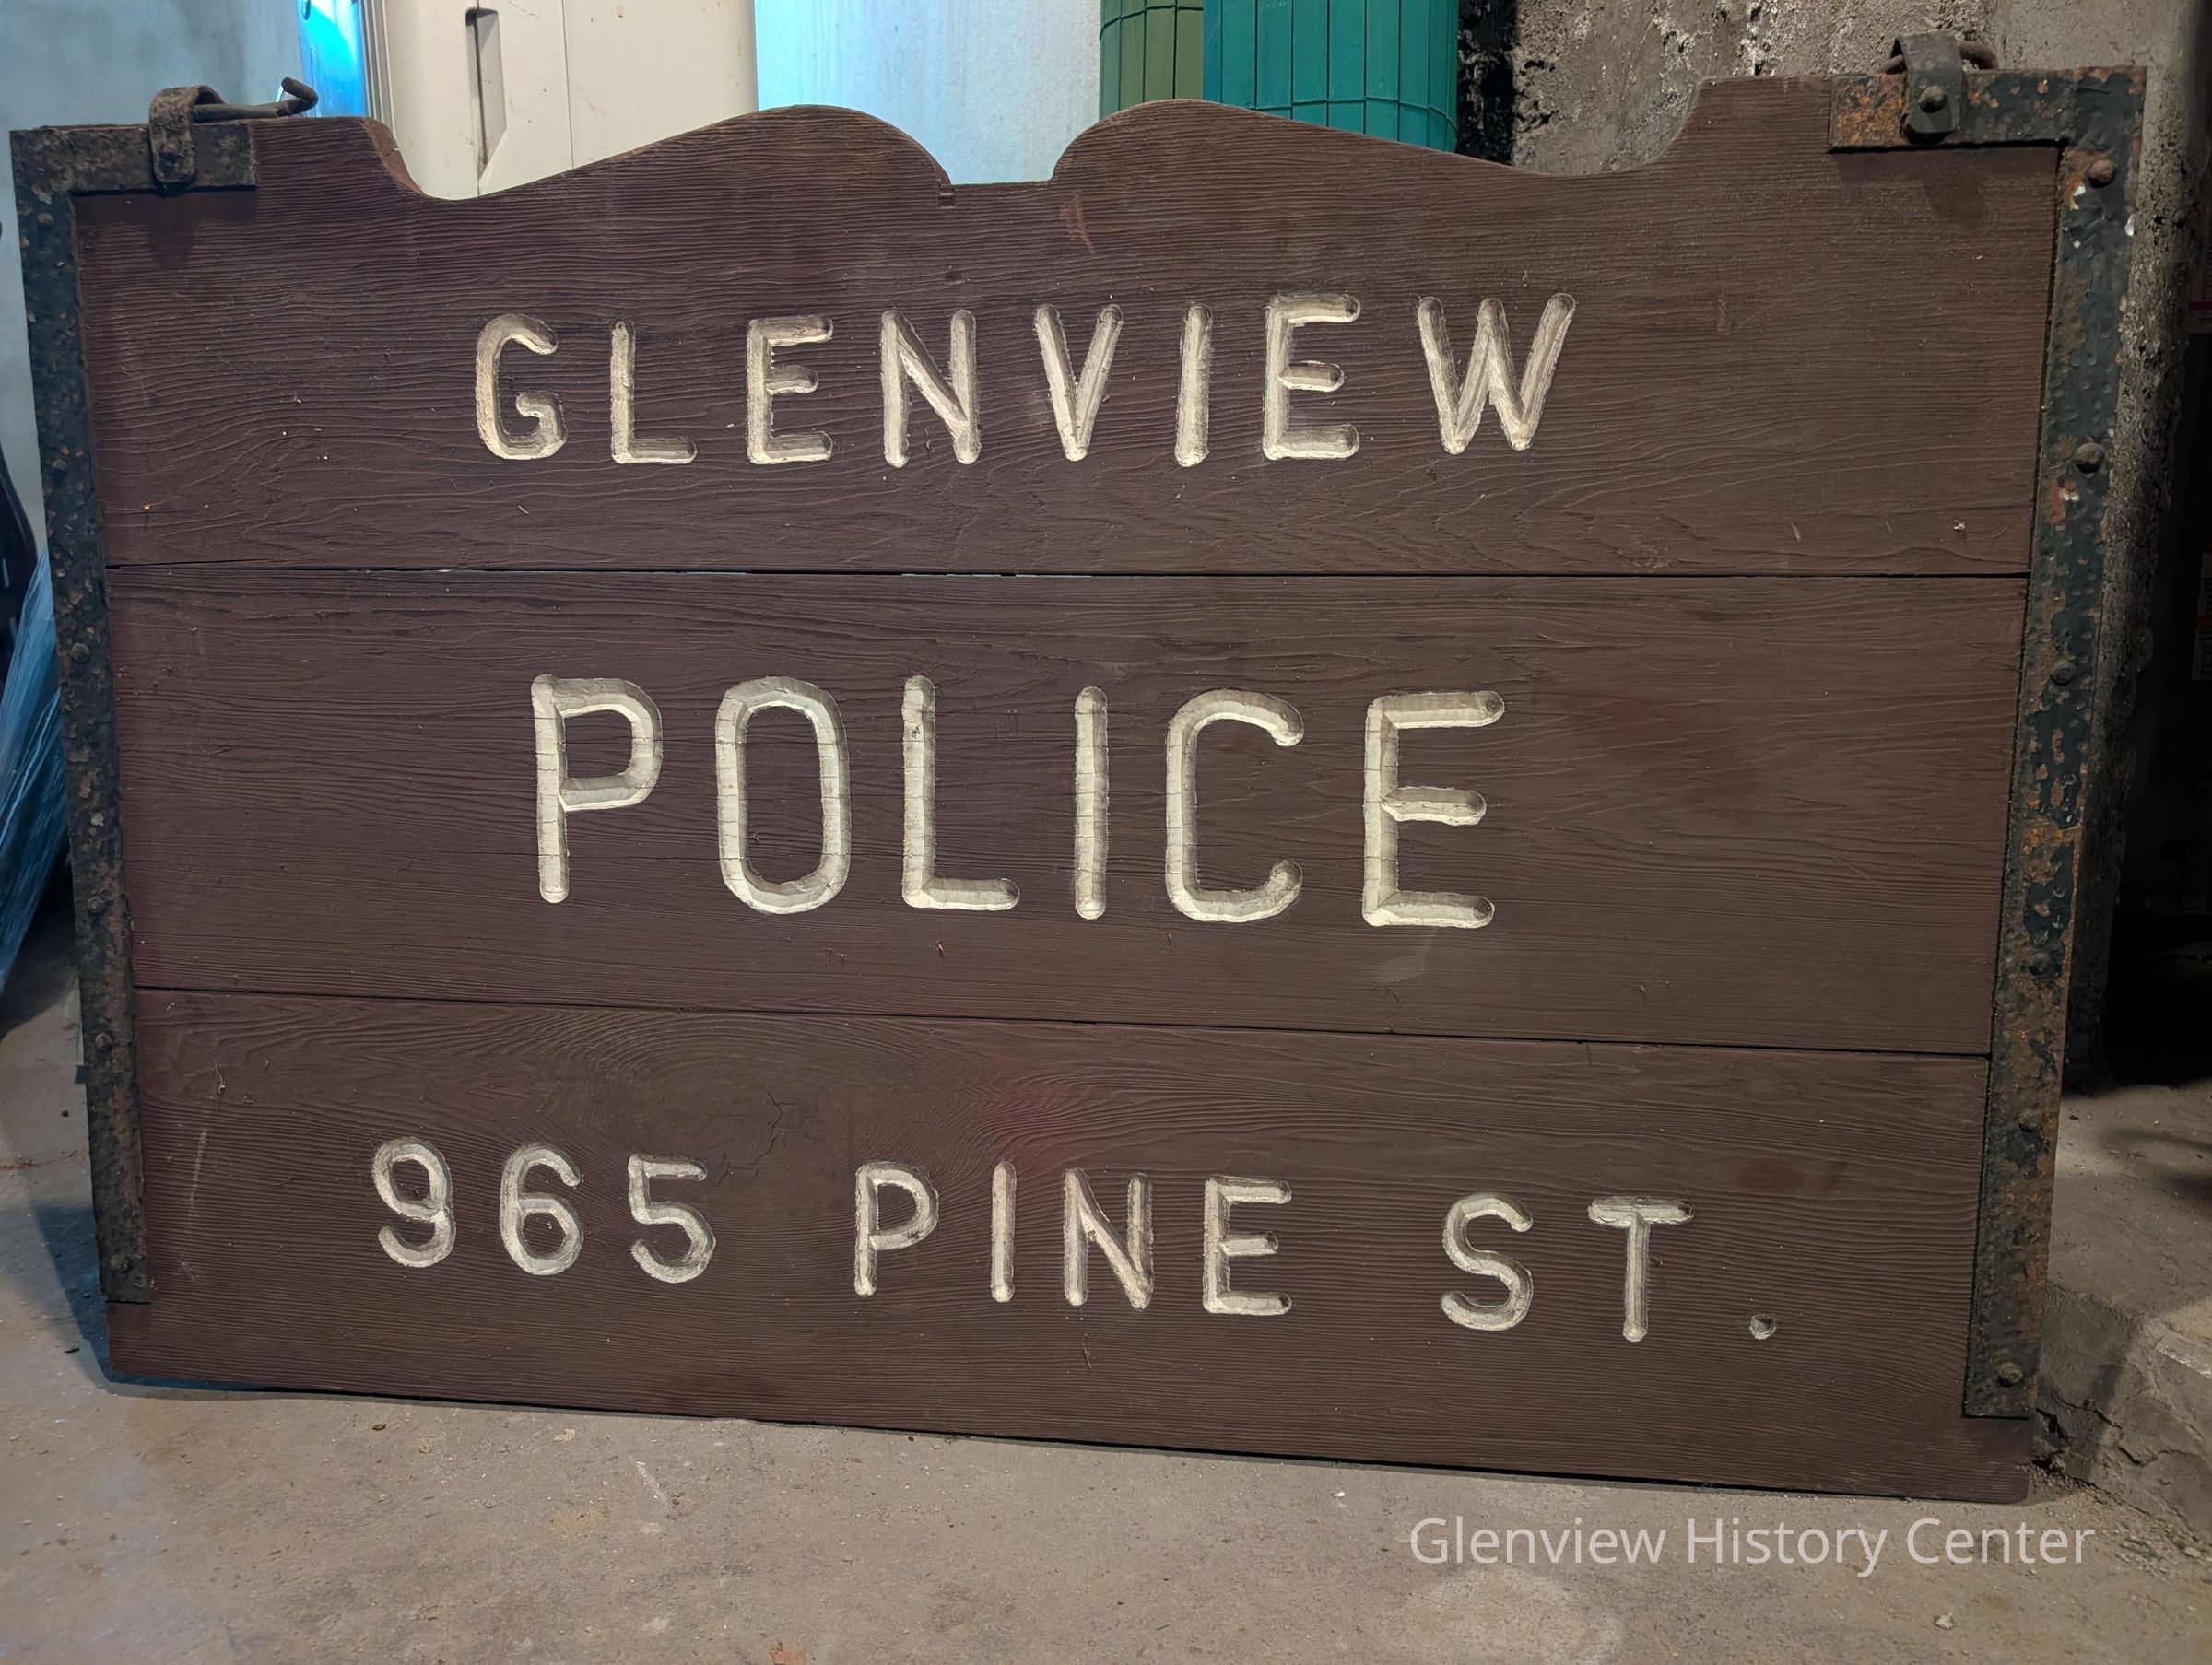 GLENVIEW
POLICE
965 PINE ST.
Glenview History Center